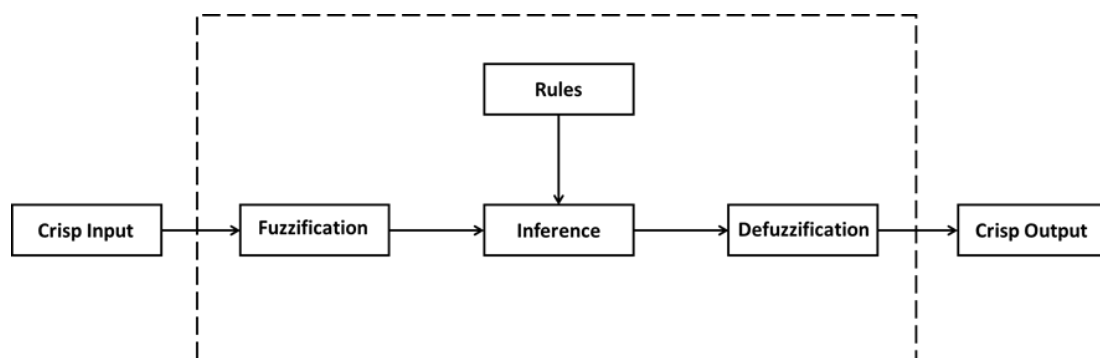 Rules
Crisp Input
Fuzzification
Inference
Defuzzification
Crisp Output